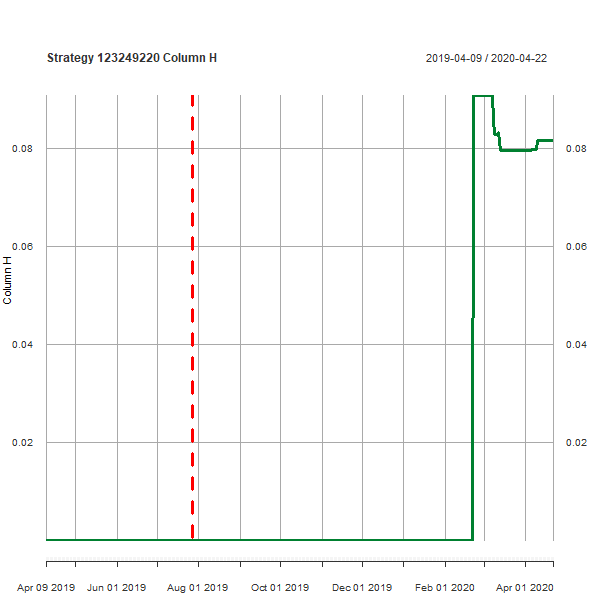 Strategy 123249220 Column H
2019-04-09 / 2020-04-22
0.08
0.08
0.06
0.06
Column H
0.04
0.04
0.02
0.02
Apr 09 2019
Jun 01 2019
Aug 01 2019
Oct 01 2019
Dec 01 2019
Feb 01 2020
Apr 01 2020